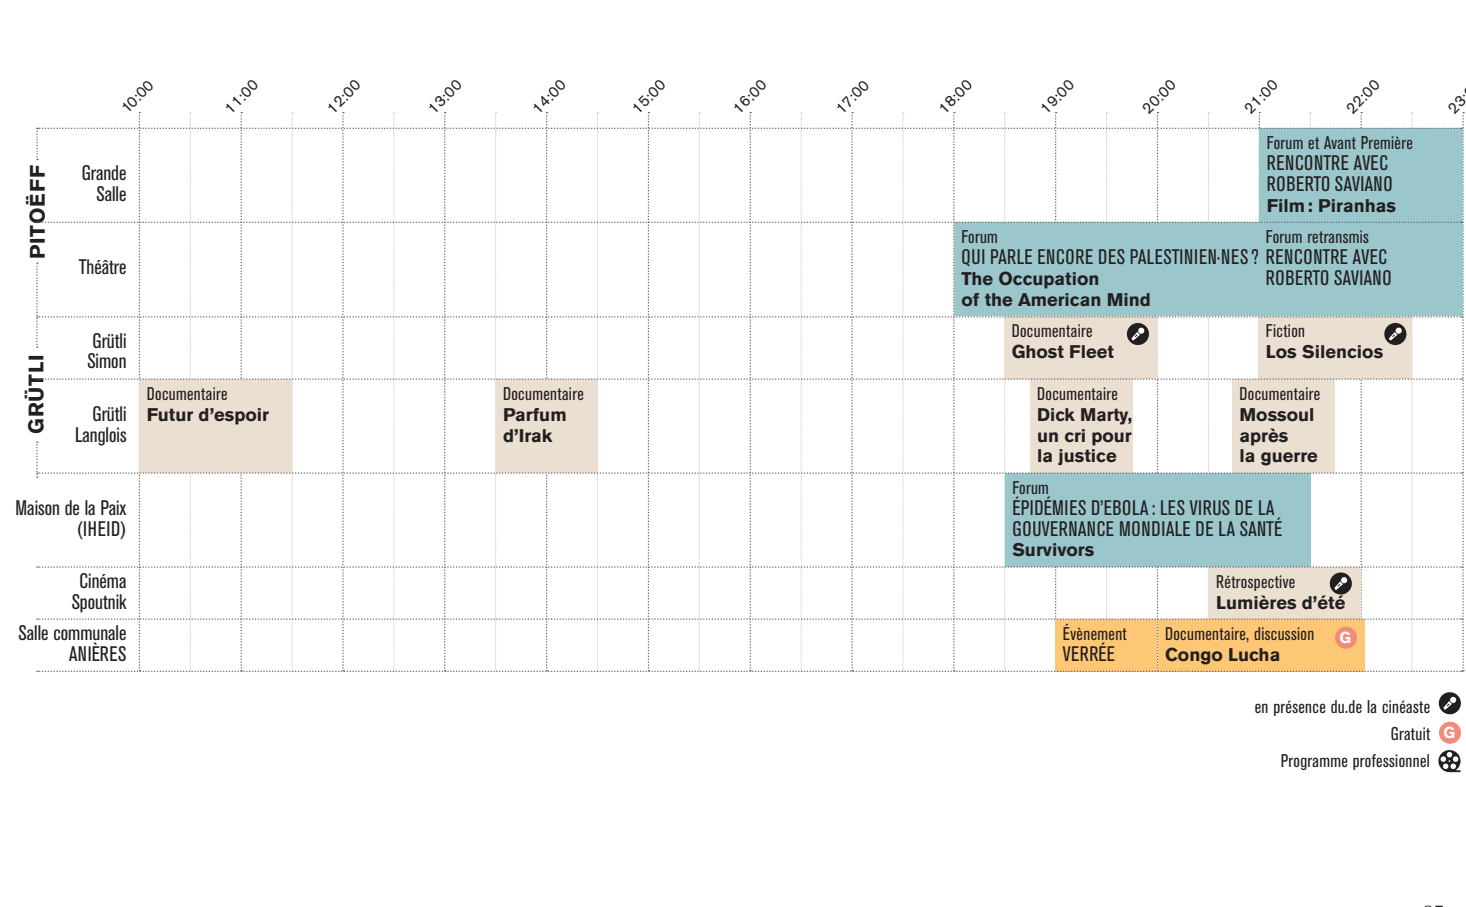 10:00
11:00
12:00
13:00
14:00
15:00
16:00
17:00
18:00
19:00
20:00
21:00
22:00
PITOËFF
Grande
Salle
Forum et Avant Première
RENCONTRE AVEC
ROBERTO SAVIANO
Film : Piranhas
Théâtre
Forum
QUI PARLE ENCORE DES PALESTINIEN·NES ?
The Occupation
of the American Mind
Forum retransmis
RENCONTRE AVEC
ROBERTO SAVIANO
GRÜTLI
Grütli
Simon
Documentaire
Ghost Fleet
Fiction
Los Silencios
Grütli
Langlois
Documentaire
Futur d’espoir
Documentaire
Parfum
d’Irak
Documentaire
Dick Marty,
un cri pour
la justice
Documentaire
Mossoul
après
la guerre
Maison de la Paix
(IHEID)
Forum
ÉPIDÉMIES D’EBOLA : LES VIRUS DE LA
GOUVERNANCE MONDIALE DE LA SANTÉ
Survivors
Cinéma
Spoutnik
Rétrospective
Lumières d’été
Salle communale
ANIÈRES
Évènement
VERRÉE
Documentaire, discussion
Congo Lucha
G
en présence du.de la cinéaste
Gratuit G
Programme professionnel